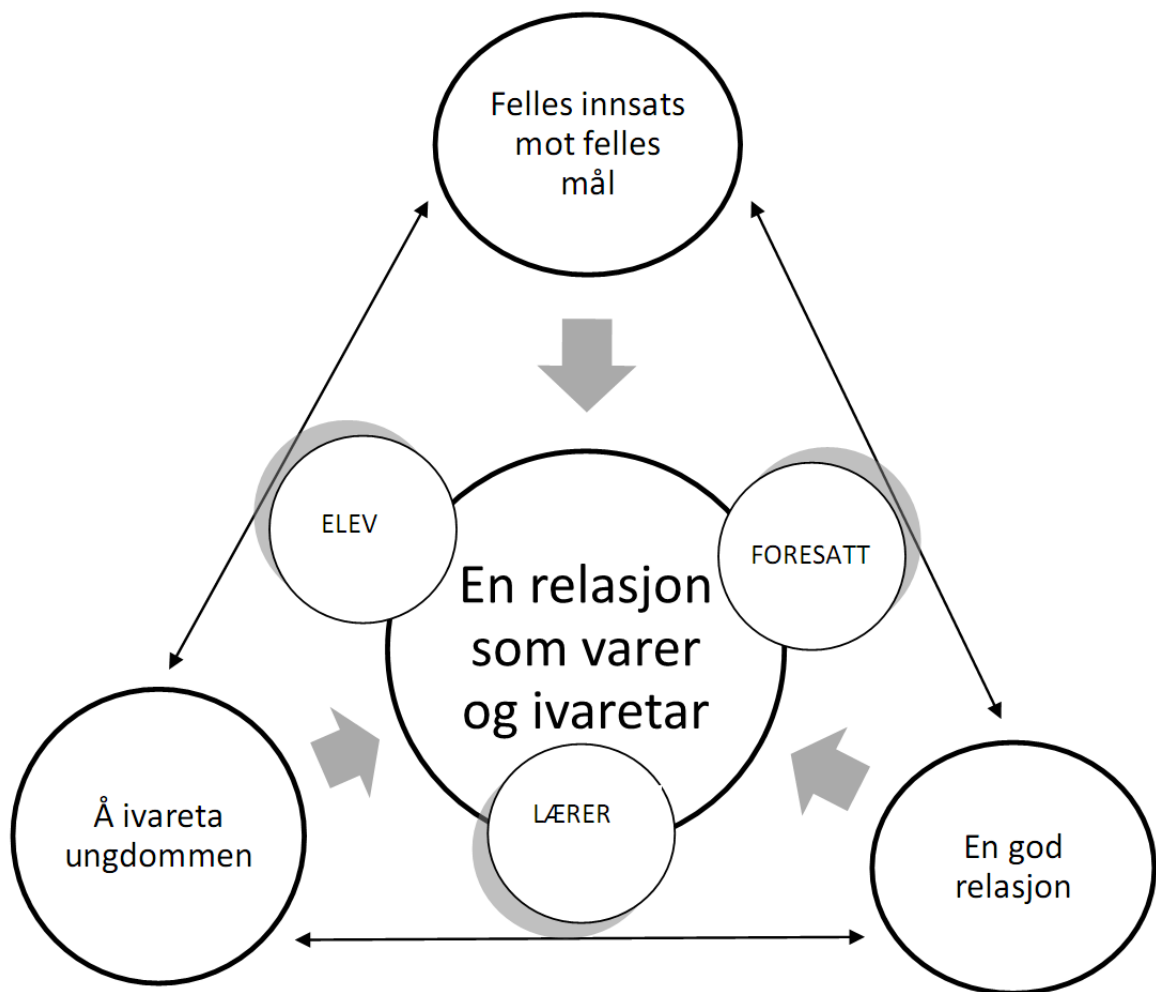 Felles innsats
mot felles
mål
ELEV
FORESATT
En relasjon
som varer
og ivaretar
LÆRER
Å ivareta
ungdommen
En god
relasjon